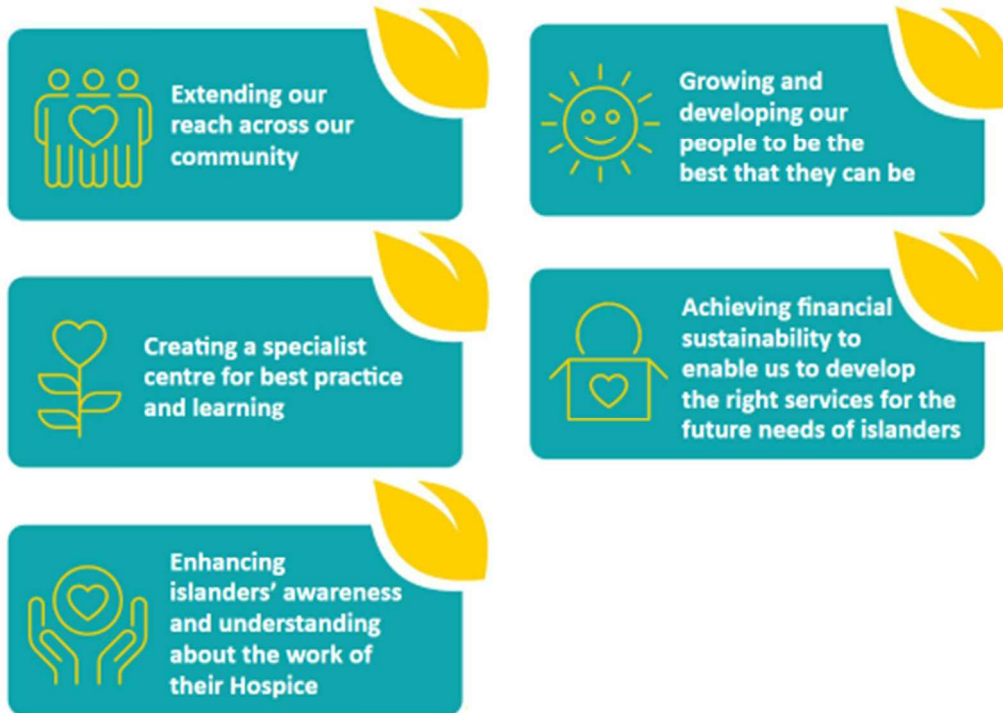 Extending our
reach across our
community
Growing and
developing our
people to be the
best that they can be
Creating a specialist
centre for best practice
and learning
Achieving financial
sustainability to
enable us to develop
the right services for the
future needs of islanders
Enhancing
islanders’ awareness
and understanding
about the work of
their Hospice